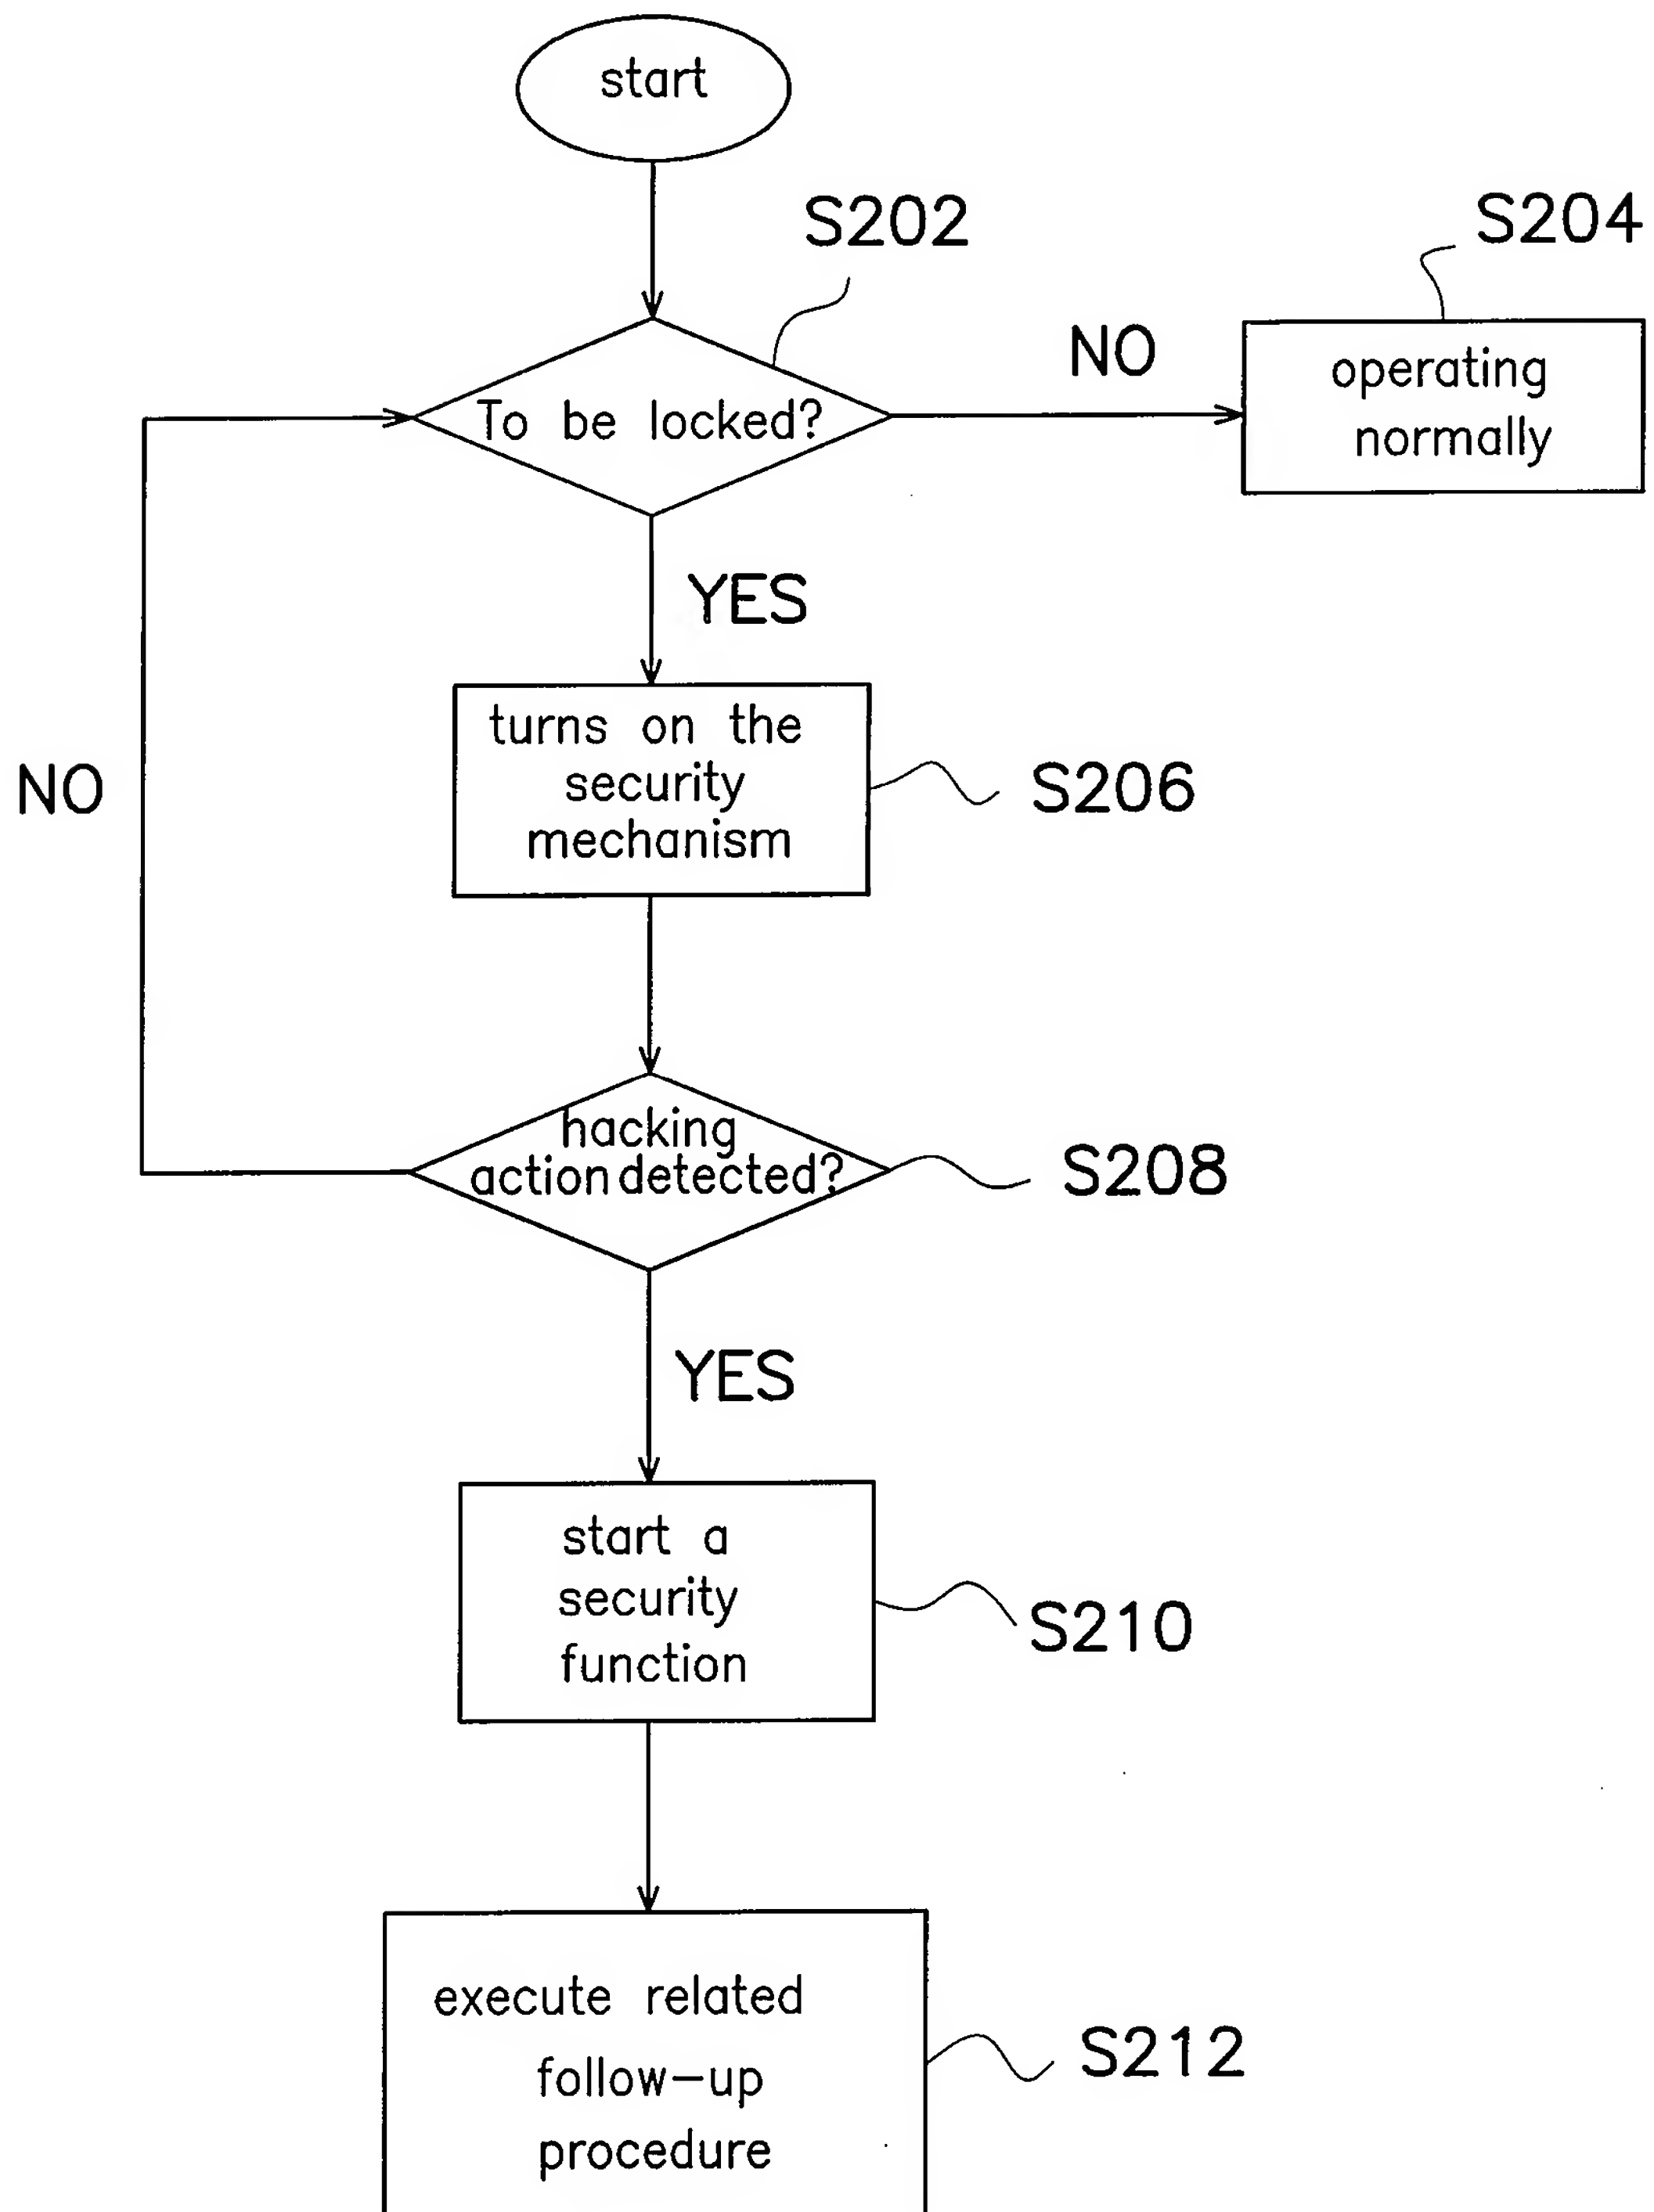 start
S202
S204
NO
operating
normally
To be locked?
YES
turns on the
security
mechanism
S206
NO
hacking
action detected?
S208
YES
start a
security
function
S210
execute related
follow-up
procedure
S212